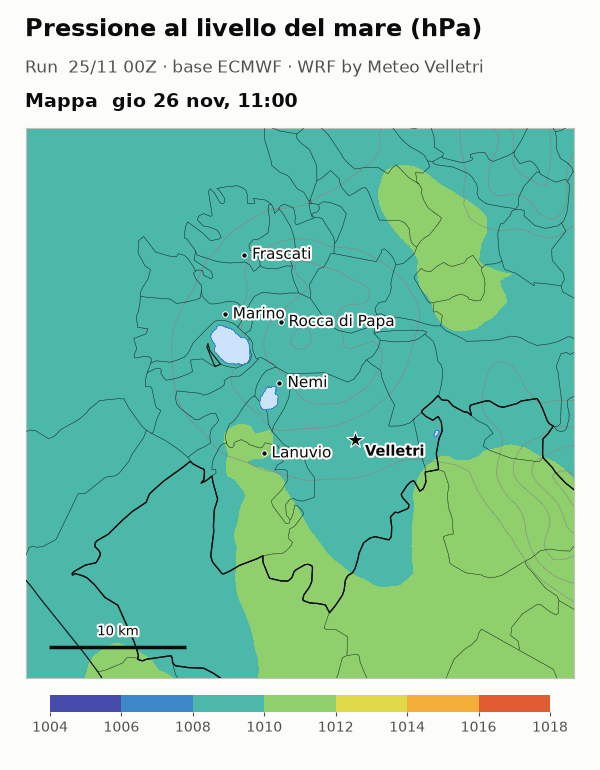 Pressione al livello del mare (hPa)
Run  25/11 00Z · base ECMWF · WRF by Meteo Velletri
Mappa  gio 26 nov, 11:00
Frascati
Marino
Rocca di Papa
Nemi
Velletri
Lanuvio
10 km
1004 1006 1008 1010 1012 1014 1016 1018